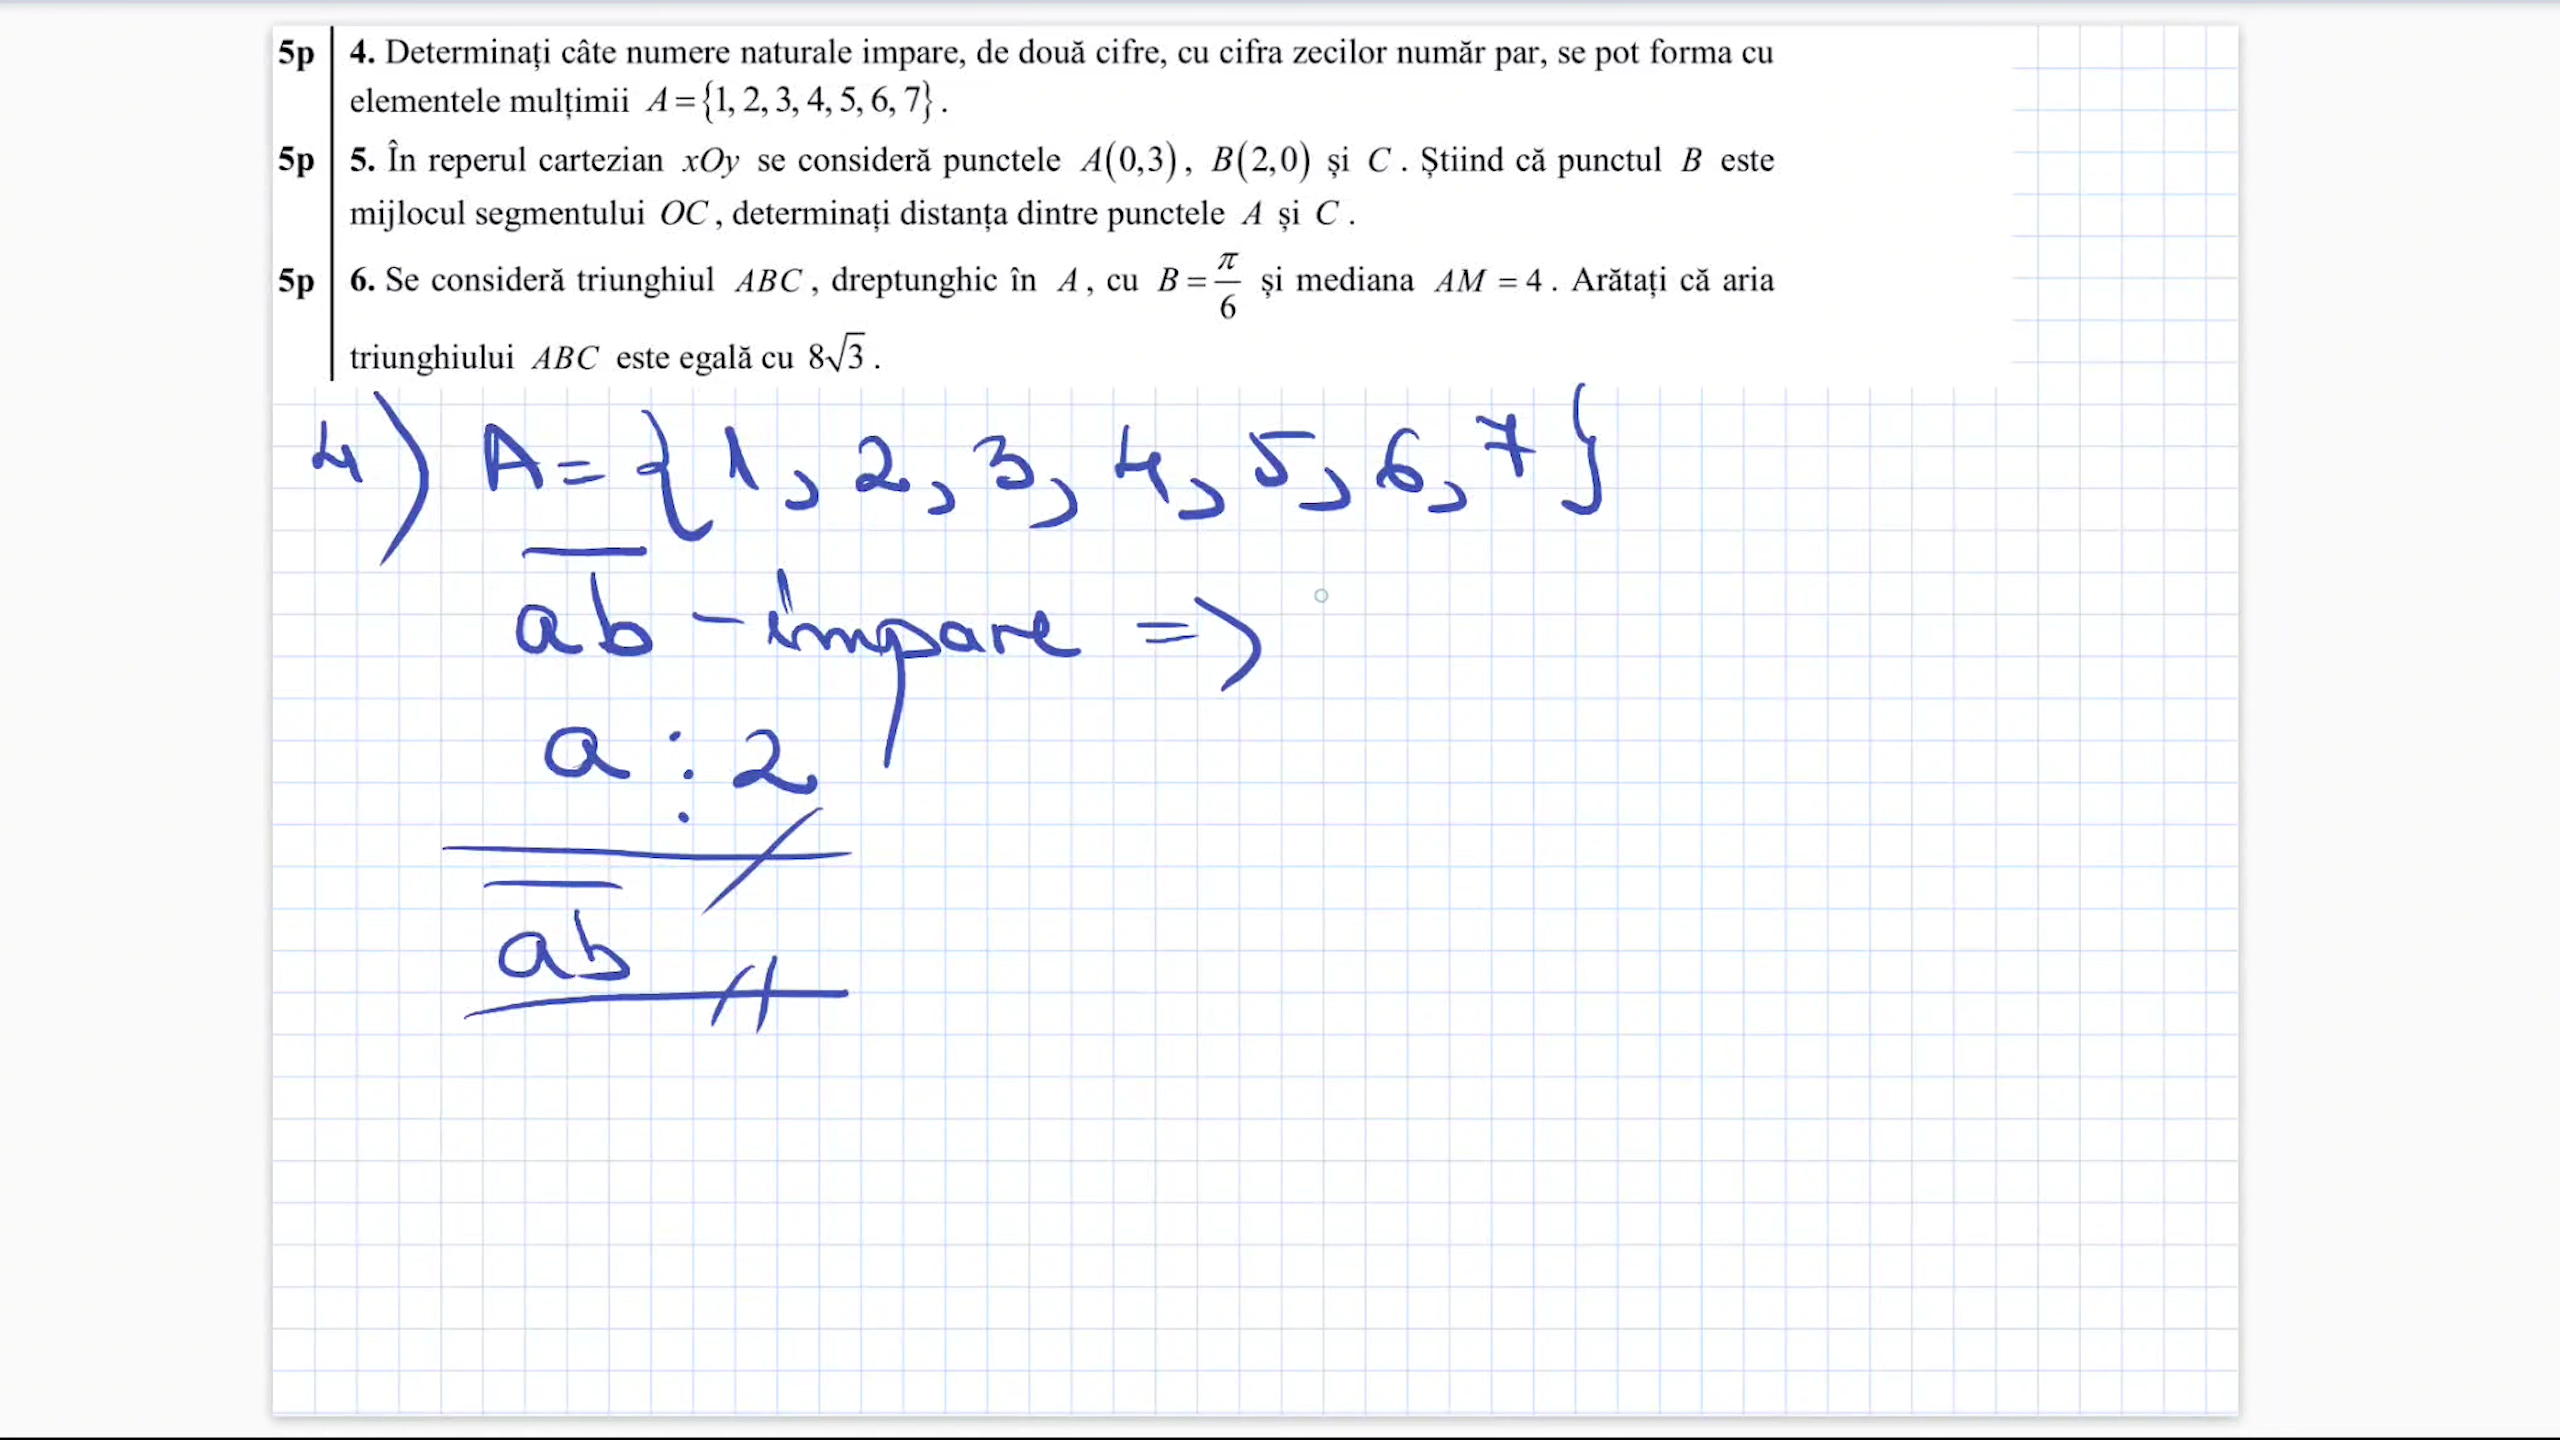 5p 4. Determinați câte numere naturale impare, de două cifre, cu cifra zecilor număr par, se pot forma cu
elementele mulțimii A = {1, 2, 3, 4, 5, 6, 7} .
5p 5. În reperul cartezian xOy se consideră punctele A(0,3), B(2,0) și C . Știind că punctul B este
mijlocul segmentului OC , determinați distanța dintre punctele A și C .
5p 6. Se consideră triunghiul ABC , dreptunghic în A , cu B = π/6 și mediana AM = 4 . Arătați că aria
triunghiului ABC este egală cu 8√3 .
4) A = { 1, 2, 3, 4, 5, 6, 7 }
a̅b̅ - impare =>
a ⋮ 2
a̅b̅